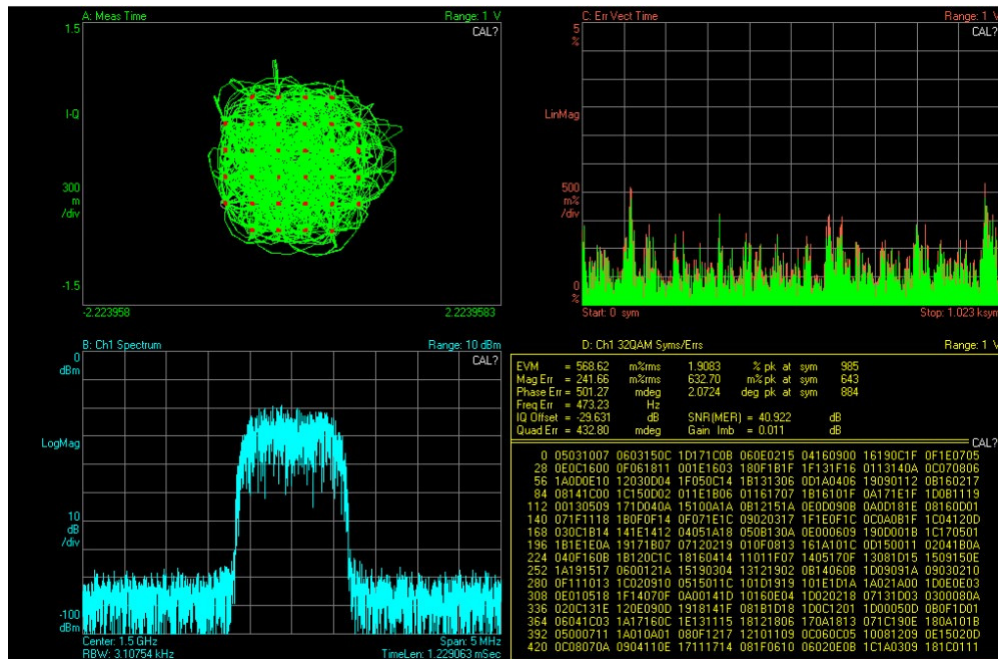 A: Meas Time Range: 1 V
1.5 CAL?
I-Q
300
m
/div
-1.5
-2.223958 2.2239583
C: Err Vect Time Range: 1 V
5 CAL?
%
LinMag
500
m%
/div
0
%
Start: 0 sym Stop: 1.023 ksym
B: Ch1 Spectrum Range: 10 dBm
0 CAL?
dBm
LogMag
10
dB
/div
-100
dBm
Center: 1.5 GHz Span: 5 MHz
RBW: 3.10754 kHz TimeLen: 1.229063 mSec
D: Ch1 32QAM Syms/Errs Range: 1 V
EVM = 568.62 m%rms 1.9083 % pk at sym 985
Mag Err = 241.66 m%rms 632.70 m% pk at sym 643
Phase Err = 501.27 mdeg 2.0724 deg pk at sym 884
Freq Err = 473.23 Hz
IQ Offset = -29.631 dB SNR(MER) = 40.922 dB
Quad Err = 432.80 mdeg Gain Imb = 0.011 dB
CAL?
0 05031007 0603150C 1D171C0B 060E0215 04160900 16190C1F 0F1E0705
28 0E0C1600 0F061811 001E1603 180F1B1F 1F131F16 0113140A 0C070806
56 1A0D0E10 12030D04 1F050C14 1B131306 0D1A0406 19090112 0B160217
84 08141C00 1C150D02 011E1B06 01161707 1B16101F 0A171E1F 1D0B1119
112 00130509 171D040A 15100A1A 0B12151A 0E0D090B 0A0D181E 08160D01
140 071F1118 1B0F0F14 0F071E1C 09020317 1F1E0F1C 0C0A0B1F 1C04120D
168 030C1B14 141E1412 04051A18 050B130A 0E000609 190D001B 1C170501
196 1B1E1E0A 19171B07 07120219 010F0813 161A101C 0D150011 02041B0A
224 040F160B 1B120C1C 18160414 11011F07 1405170F 13081D15 1509150E
252 1A191517 0600121A 15190304 13121902 0B14060B 1D09091A 09030210
280 0F111013 1C020910 0515011C 101D1919 101E1D1A 1A021A00 1D0E0E03
308 0E010518 1F14070F 0A00141D 10160E04 1D020218 07131D03 0300080A
336 020C131E 120E090D 1918141F 081B1D18 1D0C1201 1D00050D 0B0F1D01
364 06041C03 1A17160C 1E131115 18121806 170A1813 071C190E 180A101B
392 05000711 1A010A01 080F1217 12101109 0C060C05 10081209 0E15020D
420 0C08070A 0904110E 17111714 081F0610 06020E0B 1C1A0309 181C0111